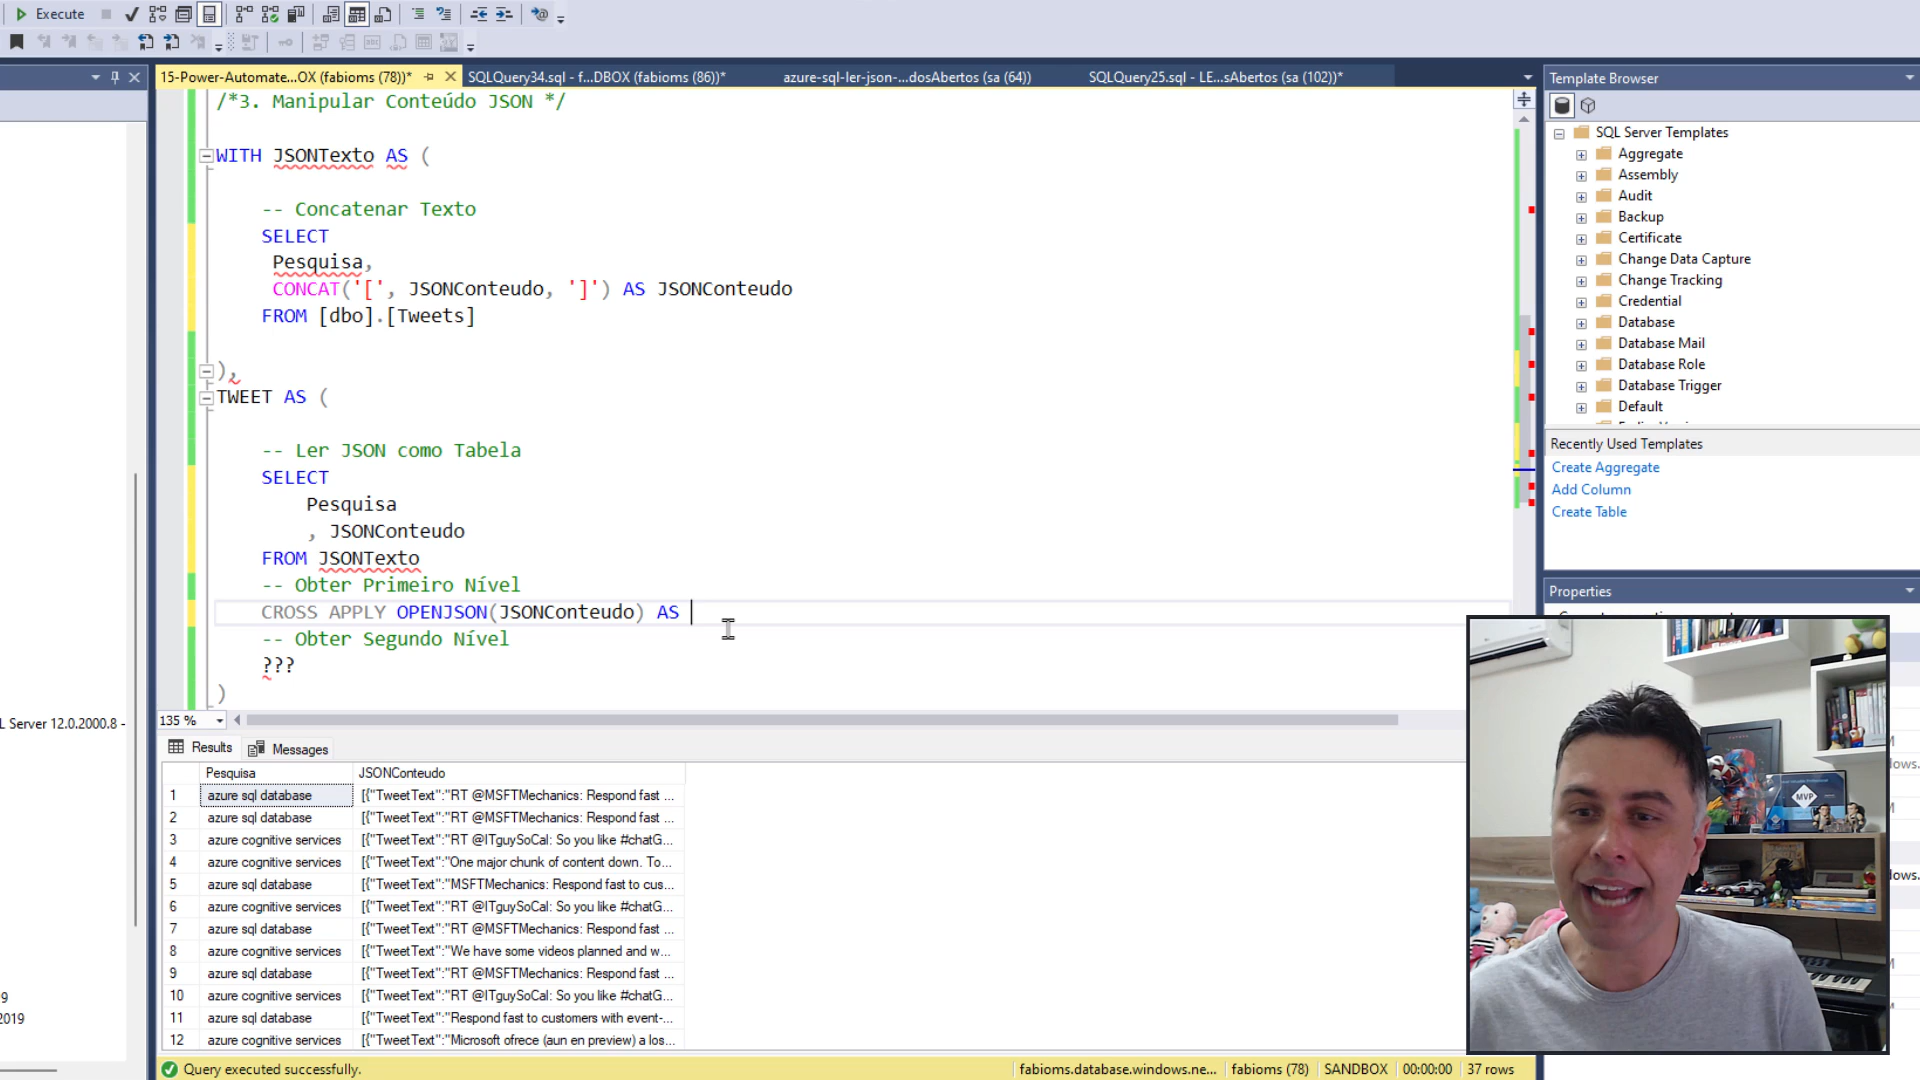 Execute
15-Power-Automate...OX (fabioms (78))*
SQLQuery34.sql - f...DBOX (fabioms (86))*
azure-sql-ler-json-...dosAbertos (sa (64))
SQLQuery25.sql - LE...sAbertos (sa (102))*
/*3. Manipular Conteúdo JSON */
WITH JSONTexto AS (
-- Concatenar Texto
SELECT
Pesquisa,
CONCAT('[', JSONConteudo, ']') AS JSONConteudo
FROM [dbo].[Tweets]
),
TWEET AS (
-- Ler JSON como Tabela
SELECT
Pesquisa
, JSONConteudo
FROM JSONTexto
-- Obter Primeiro Nível
CROSS APPLY OPENJSON(JSONConteudo) AS
-- Obter Segundo Nível
???
)
L Server 12.0.2000.8 -
9
2019
135 %
Results
Messages
Pesquisa JSONConteudo
1 azure sql database [{"TweetText":"RT @MSFTMechanics: Respond fast ...
2 azure sql database [{"TweetText":"RT @MSFTMechanics: Respond fast ...
3 azure cognitive services [{"TweetText":"RT @ITguySoCal: So you like #chatG...
4 azure cognitive services [{"TweetText":"One major chunk of content down. To...
5 azure sql database [{"TweetText":"MSFTMechanics: Respond fast to cus...
6 azure cognitive services [{"TweetText":"RT @ITguySoCal: So you like #chatG...
7 azure sql database [{"TweetText":"RT @MSFTMechanics: Respond fast ...
8 azure cognitive services [{"TweetText":"We have some videos planned and w...
9 azure sql database [{"TweetText":"RT @MSFTMechanics: Respond fast ...
10 azure cognitive services [{"TweetText":"RT @ITguySoCal: So you like #chatG...
11 azure sql database [{"TweetText":"Respond fast to customers with event-...
12 azure cognitive services [{"TweetText":"Microsoft ofrece (aun en preview) a los...
Query executed successfully.
fabioms.database.windows.ne...
fabioms (78)
SANDBOX
00:00:00
37 rows
Template Browser
SQL Server Templates
Aggregate
Assembly
Audit
Backup
Certificate
Change Data Capture
Change Tracking
Credential
Database
Database Mail
Database Role
Database Trigger
Default
Recently Used Templates
Create Aggregate
Add Column
Create Table
Properties
MVP